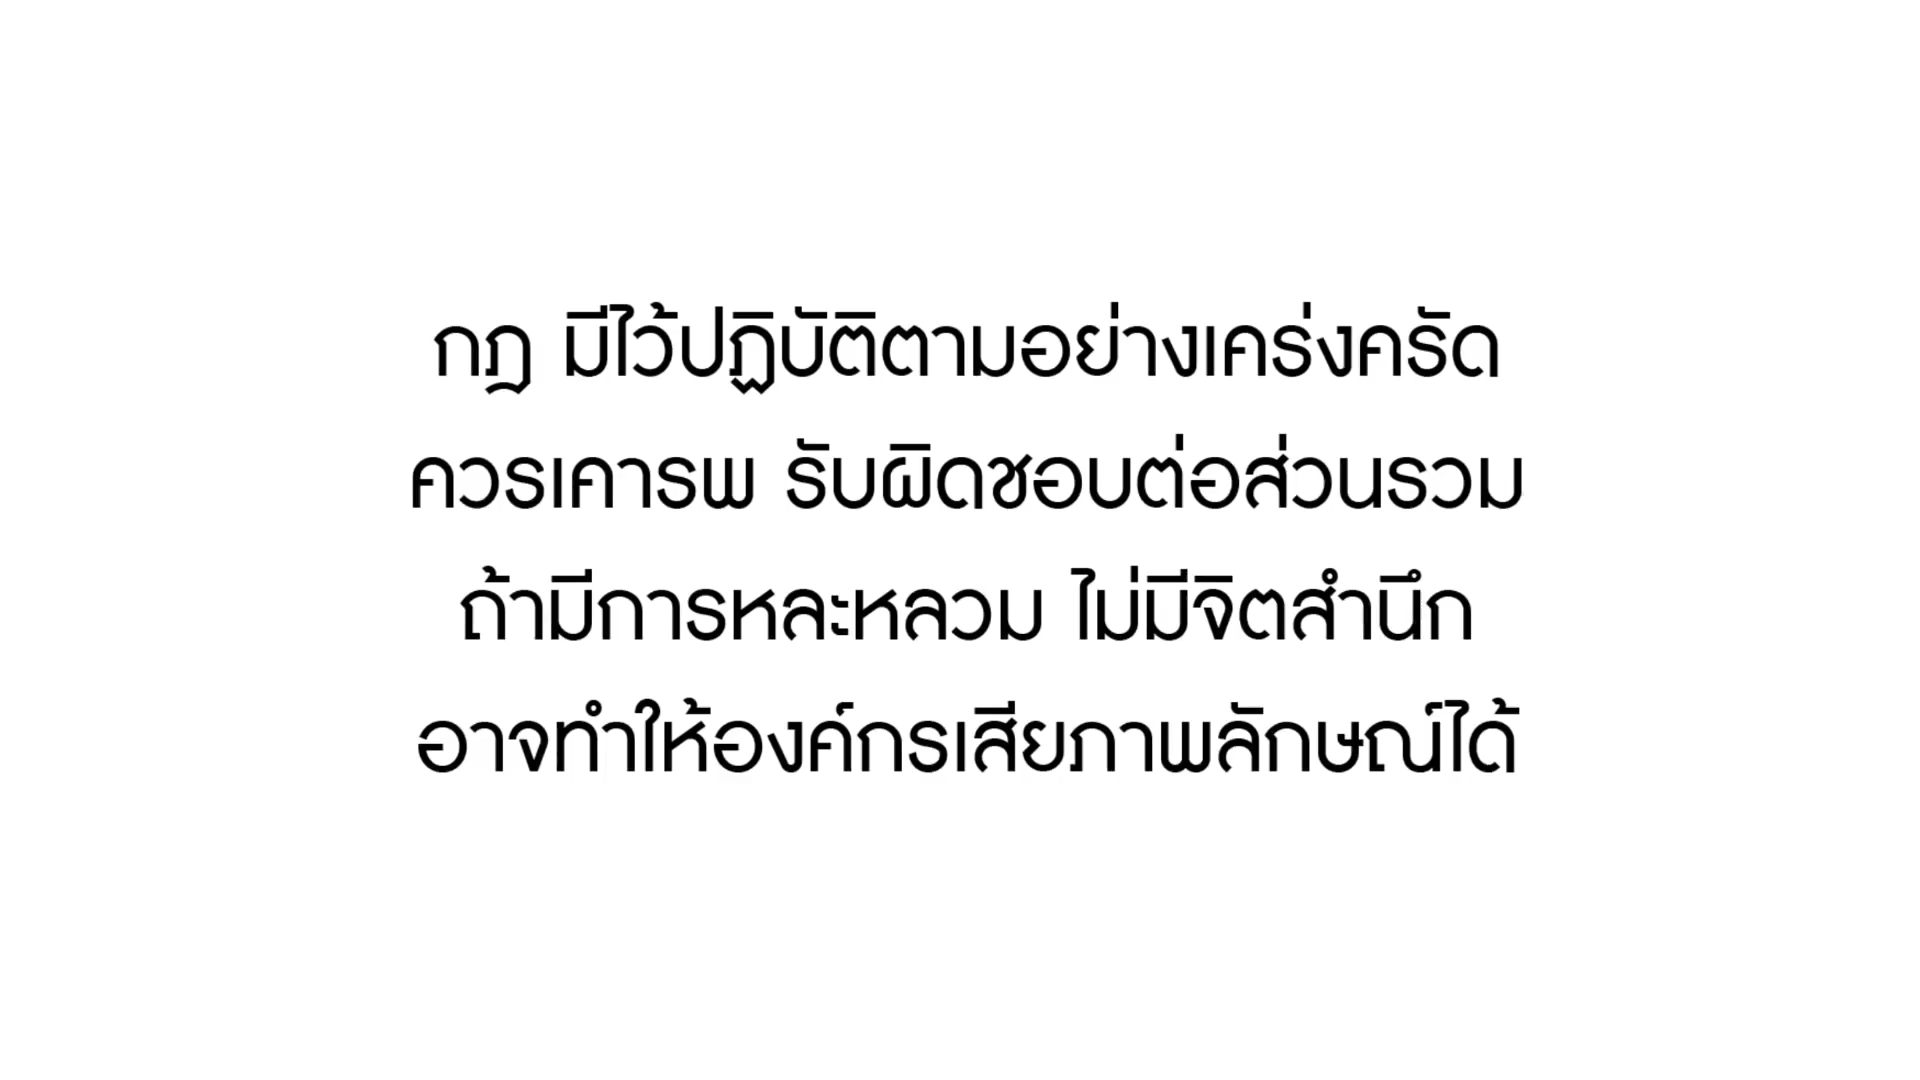 กฎ มีไว้ปฏิบัติตามอย่างเคร่งครัด
ควรเคารพ รับผิดชอบต่อส่วนรวม
ถ้ามีการหละหลวม ไม่มีจิตสำนึก
อาจทำให้องค์กรเสียภาพลักษณ์ได้